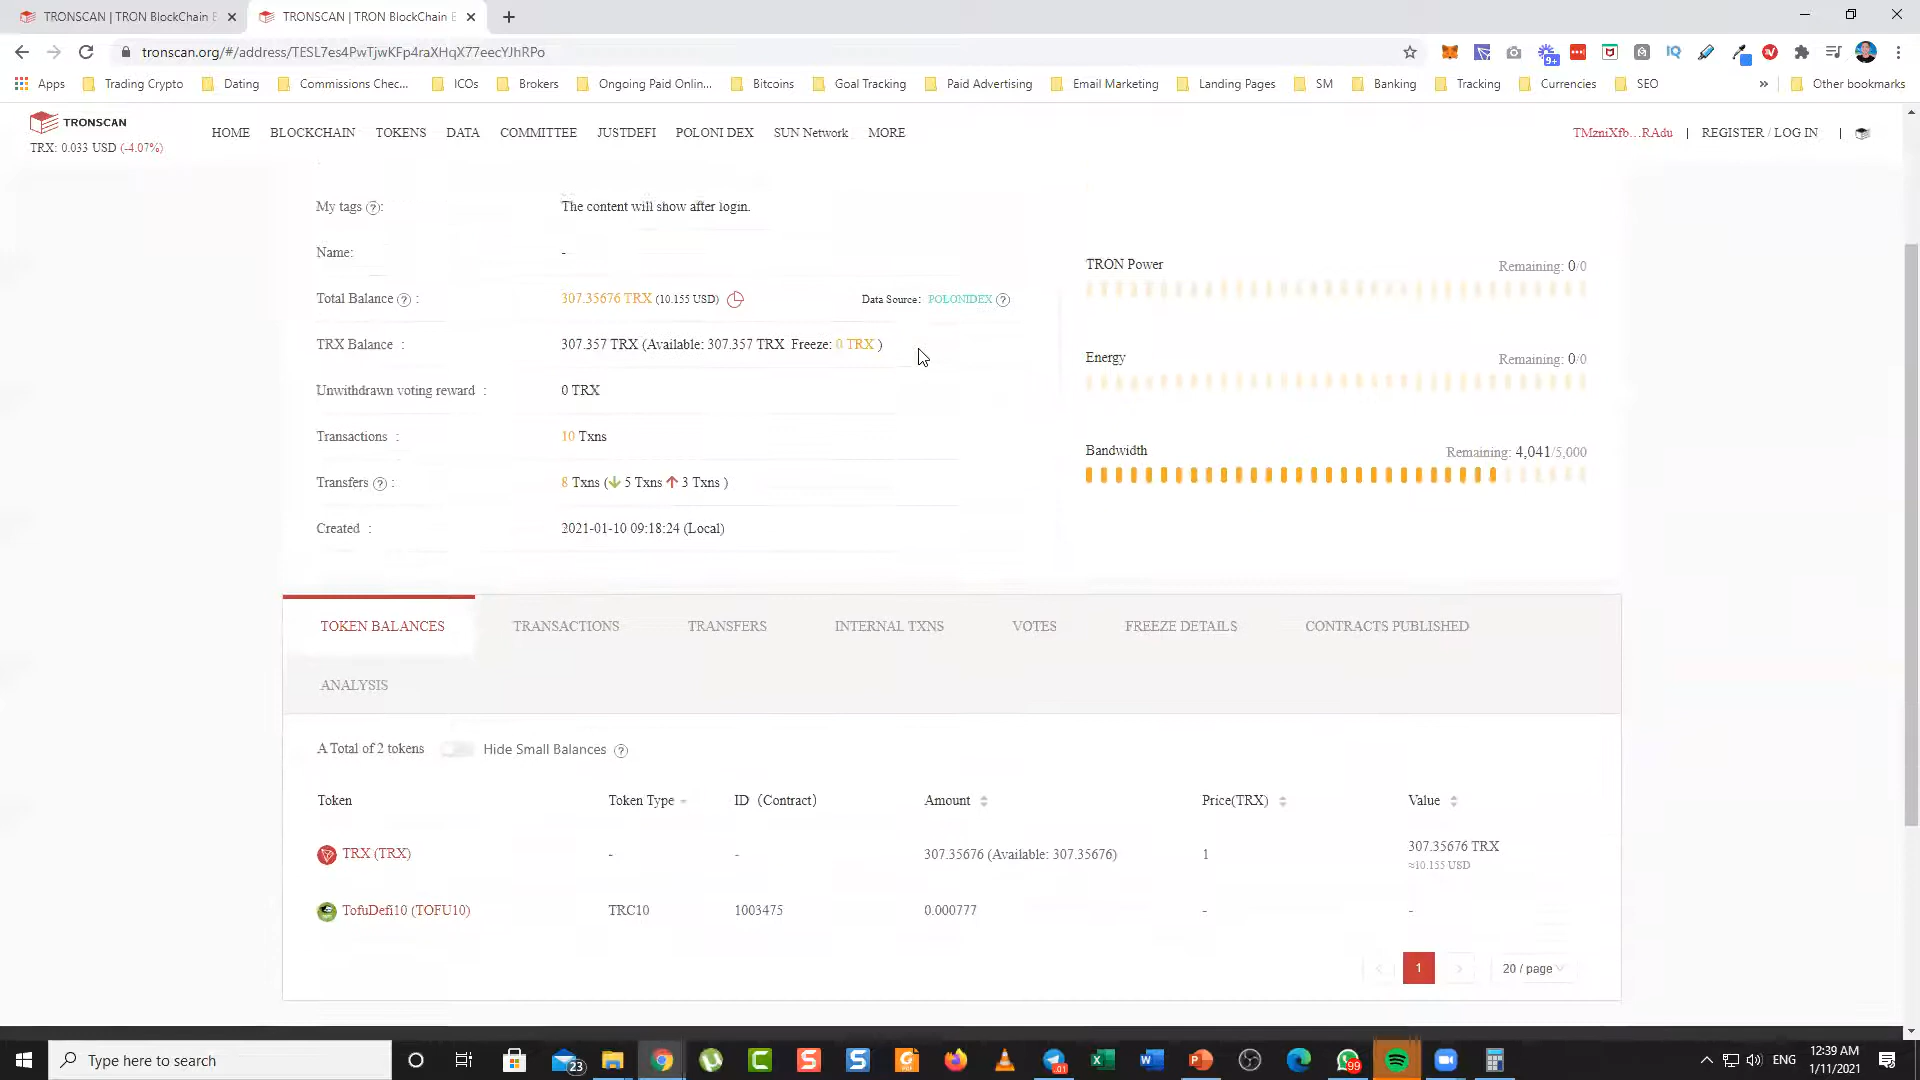 TRONSCAN | TRON BlockChain E
TRONSCAN | TRON BlockChain E
tronscan.org/#/address/TESL7es4PwTjwKFp4raXHqX77eecYJhRPo
9+
Apps
Trading Crypto
Dating
Commissions Chec...
ICOs
Brokers
Ongoing Paid Onlin...
Bitcoins
Goal Tracking
Paid Advertising
Email Marketing
Landing Pages
SM
Banking
Tracking
Currencies
SEO
»
Other bookmarks
TRONSCAN
TRX: 0.033 USD (-4.07%)
HOME
BLOCKCHAIN
TOKENS
DATA
COMMITTEE
JUSTDEFI
POLONI DEX
SUN Network
MORE
TMzniXfb...RAdu | REGISTER / LOG IN |
My tags ?:
The content will show after login.
Name:
-
Total Balance ? :
307.35676 TRX (10.155 USD)
Data Source: POLONIDEX ?
TRX Balance :
307.357 TRX (Available: 307.357 TRX Freeze: 0 TRX )
Unwithdrawn voting reward :
0 TRX
Transactions :
10 Txns
Transfers ? :
8 Txns (↓ 5 Txns ↑ 3 Txns )
Created :
2021-01-10 09:18:24 (Local)
TRON Power
Remaining: 0/0
Energy
Remaining: 0/0
Bandwidth
Remaining: 4,041/5,000
TOKEN BALANCES
TRANSACTIONS
TRANSFERS
INTERNAL TXNS
VOTES
FREEZE DETAILS
CONTRACTS PUBLISHED
ANALYSIS
A Total of 2 tokens
Hide Small Balances ?
Token
Token Type
ID (Contract)
Amount
Price(TRX)
Value
TRX (TRX)
-
-
307.35676 (Available: 307.35676)
1
307.35676 TRX
≈10.155 USD
TofuDefi10 (TOFU10)
TRC10
1003475
0.000777
-
-
< 1 > 20 / page
Type here to search
23
99
ENG
12:39 AM
1/11/2021